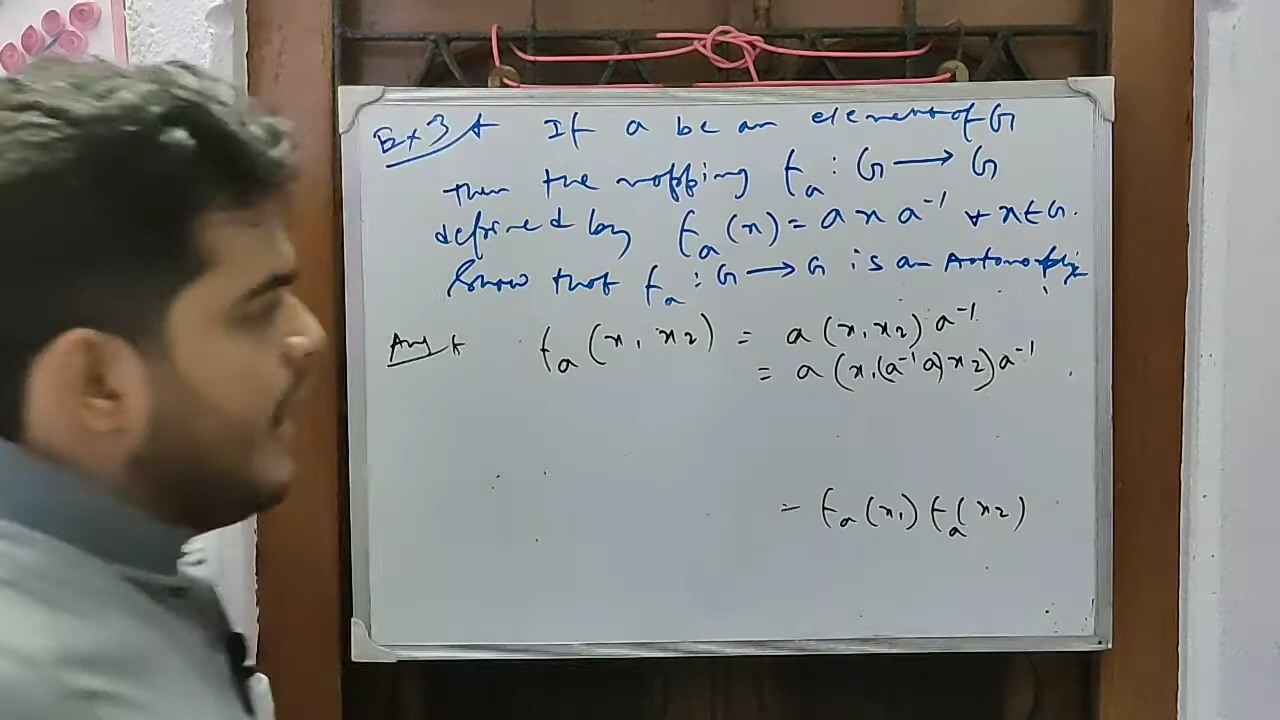 Ex 3 If a be an element of G
then the mapping fₐ : G → G
defined by fₐ(x) = a x a⁻¹ ∀ x ∈ G.
Show that fₐ : G → G is an Automorphism
Ans fₐ(x₁ x₂) = a(x₁ x₂) a⁻¹
= a(x₁(a⁻¹a)x₂)a⁻¹
= fₐ(x₁) fₐ(x₂)